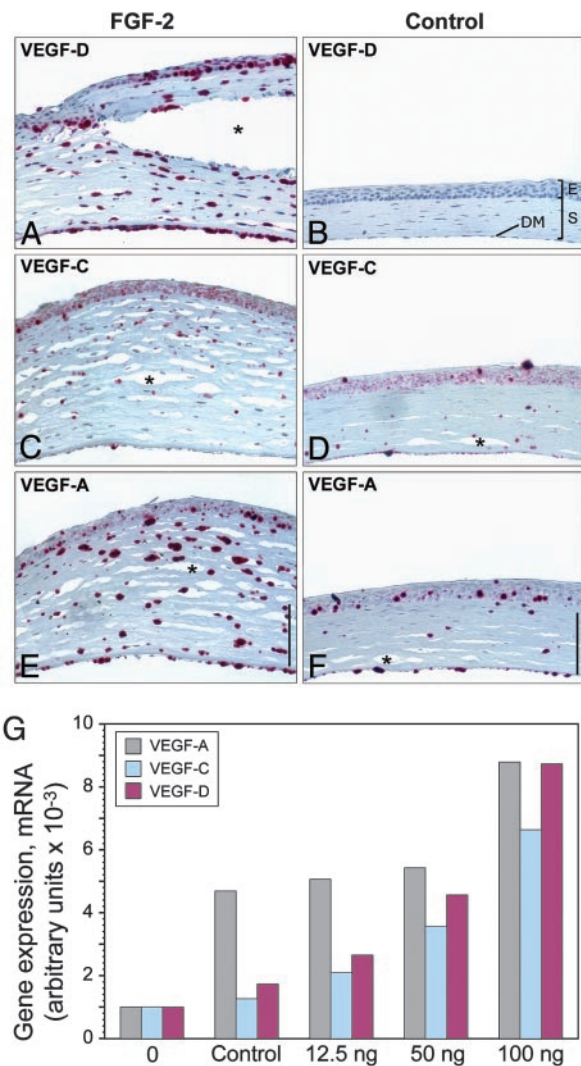 FGF-2 Control
VEGF-D VEGF-D
*
E
S
DM
A B
VEGF-C VEGF-C
*
*
C D
VEGF-A VEGF-A
*
*
E F
G
10
8
6
4
2
0
Gene expression, mRNA
(arbitrary units x 10-3)
VEGF-A
VEGF-C
VEGF-D
0 Control 12.5 ng 50 ng 100 ng